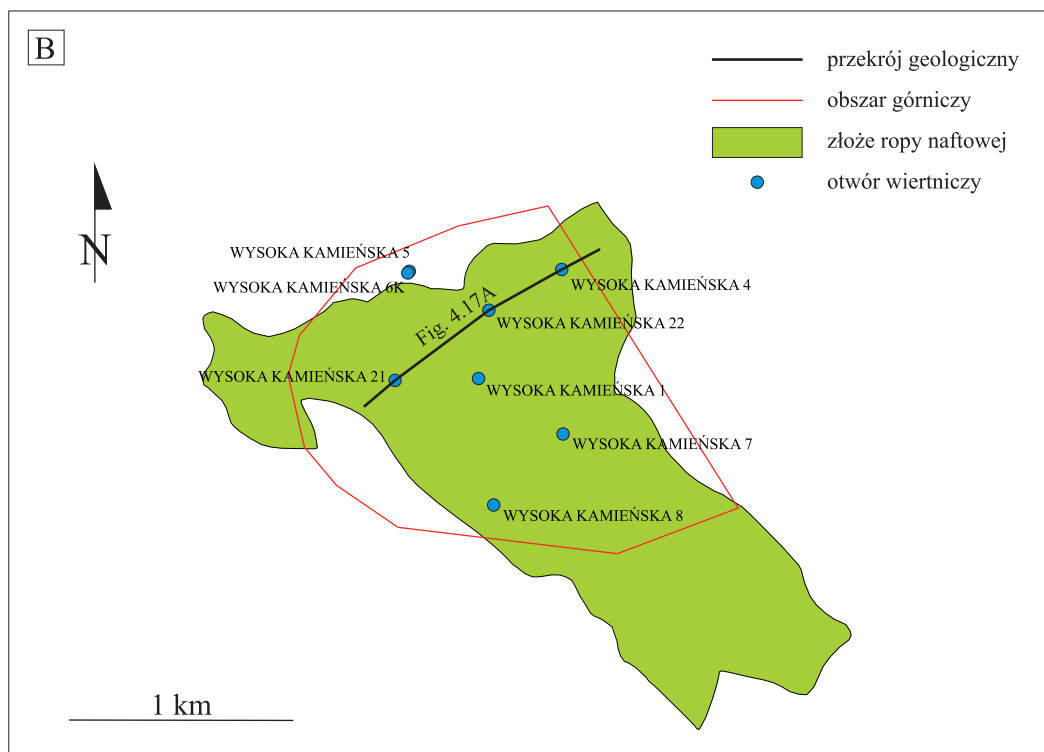 B
przekrój geologiczny
obszar górniczy
złoże ropy naftowej
otwór wiertniczy
N
WYSOKA KAMIEŃSKA 5
WYSOKA KAMIEŃSKA 6K
WYSOKA KAMIEŃSKA 4
Fig. 4.17A
WYSOKA KAMIEŃSKA 22
WYSOKA KAMIEŃSKA 21
WYSOKA KAMIEŃSKA 1
WYSOKA KAMIEŃSKA 7
WYSOKA KAMIEŃSKA 8
1 km